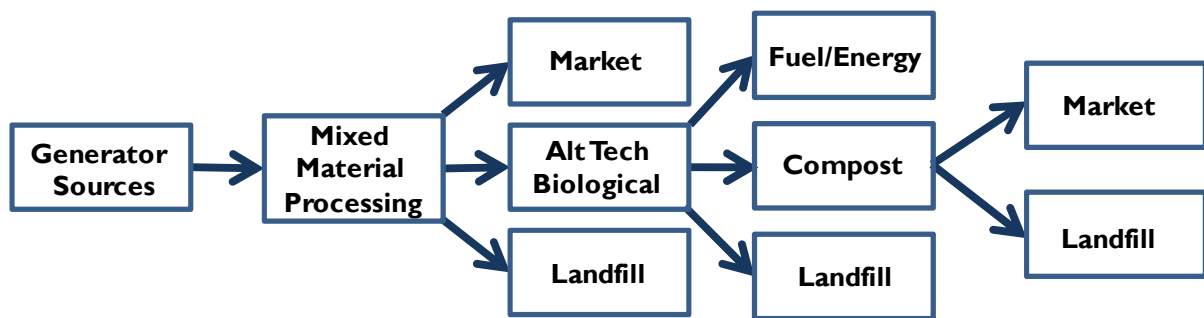 Generator
Sources
Mixed
Material
Processing
Market
Alt Tech
Biological
Landfill
Fuel/Energy
Compost
Landfill
Market
Landfill